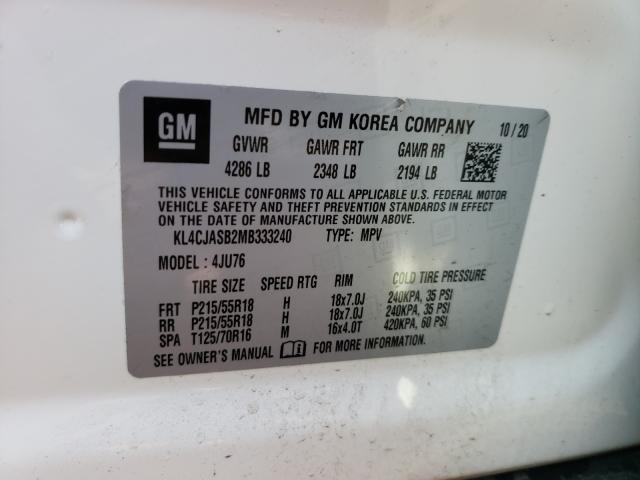 GM
MFD BY GM KOREA COMPANY 10/20
GVWR GAWR FRT GAWR RR
4286 LB 2348 LB 2194 LB
THIS VEHICLE CONFORMS TO ALL APPLICABLE U.S. FEDERAL MOTOR
VEHICLE SAFETY AND THEFT PREVENTION STANDARDS IN EFFECT
ON THE DATE OF MANUFACTURE SHOWN ABOVE.
KL4CJASB2MB333240 TYPE: MPV
MODEL : 4JU76
TIRE SIZE SPEED RTG RIM COLD TIRE PRESSURE
FRT P215/55R18 H 18x7.0J 240KPA, 35 PSI
RR P215/55R18 H 18x7.0J 240KPA, 35 PSI
SPA T125/70R16 M 16x4.0T 420KPA, 60 PSI
SEE OWNER'S MANUAL FOR MORE INFORMATION.